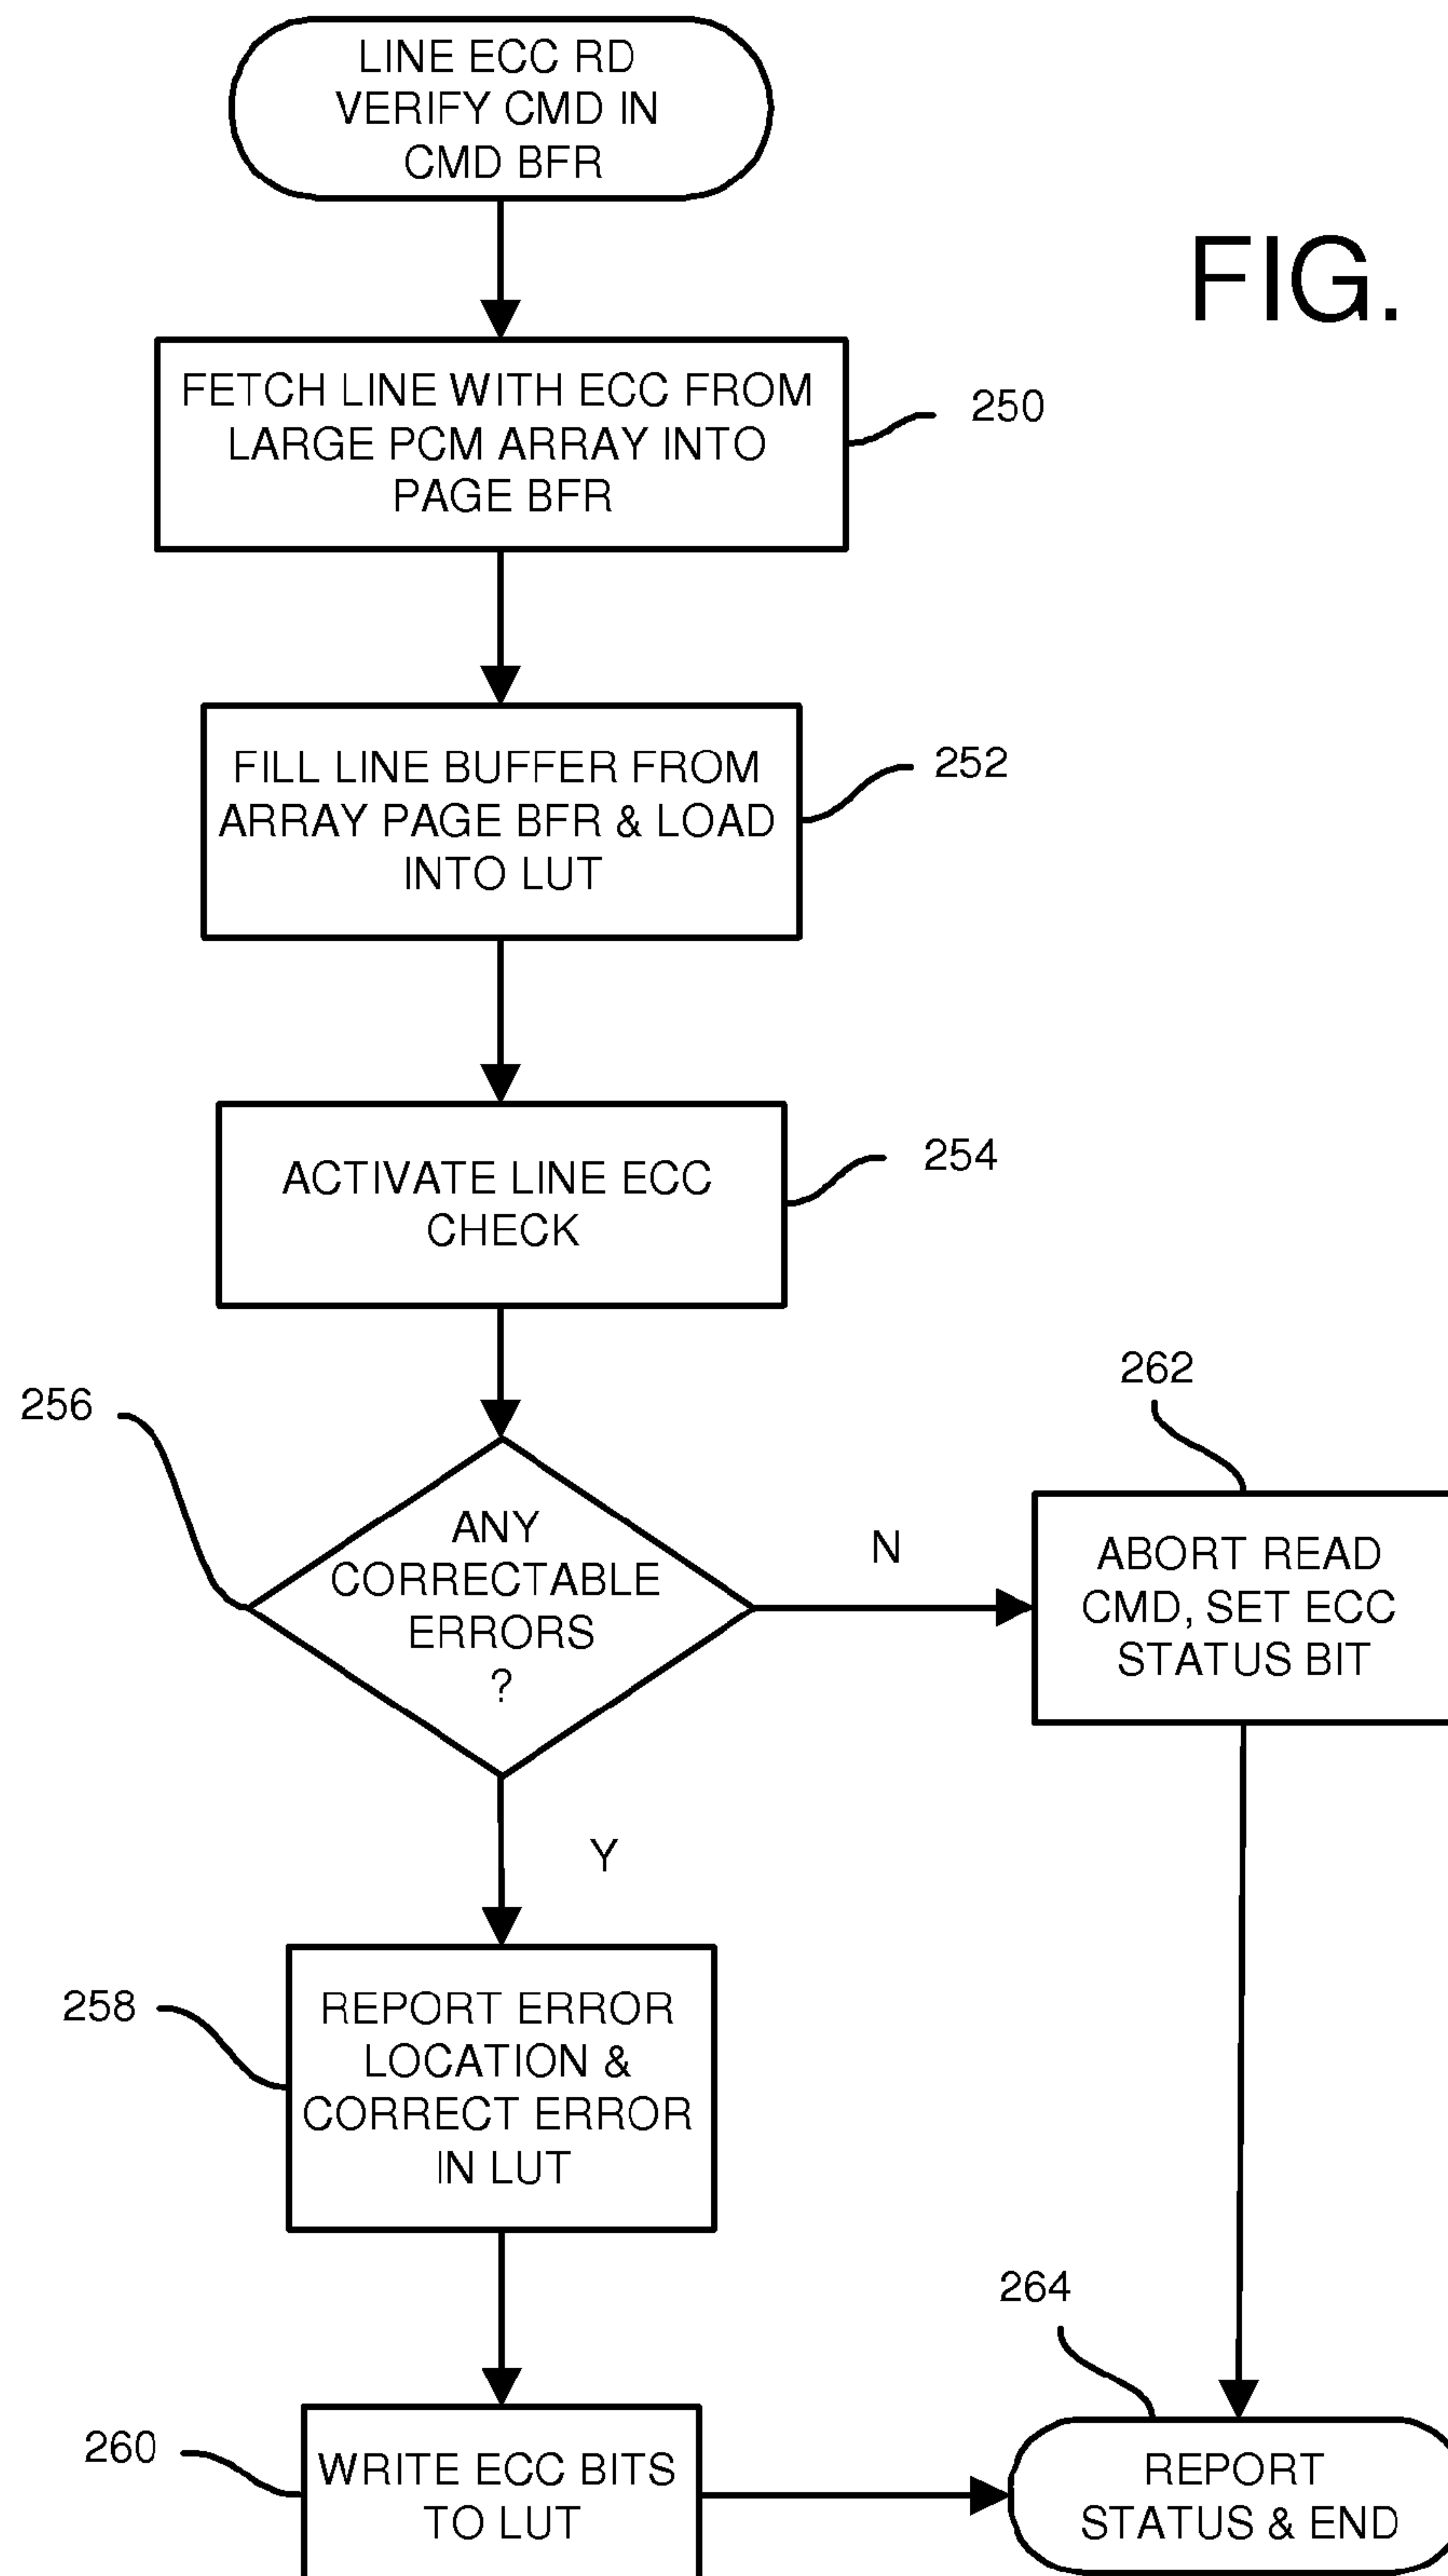 LINE ECC RD
VERIFY CMD IN
CMD BFR
FIG.
FETCH LINE WITH ECC FROM
LARGE PCM ARRAY INTO
PAGE BFR
250
FILL LINE BUFFER FROM
ARRAY PAGE BFR & LOAD
INTO LUT
252
ACTIVATE LINE ECC
CHECK
254
256
ANY
CORRECTABLE
ERRORS
?
N
262
ABORT READ
CMD, SET ECC
STATUS BIT
Y
258
REPORT ERROR
LOCATION &
CORRECT ERROR
IN LUT
260
WRITE ECC BITS
TO LUT
264
REPORT
STATUS & END